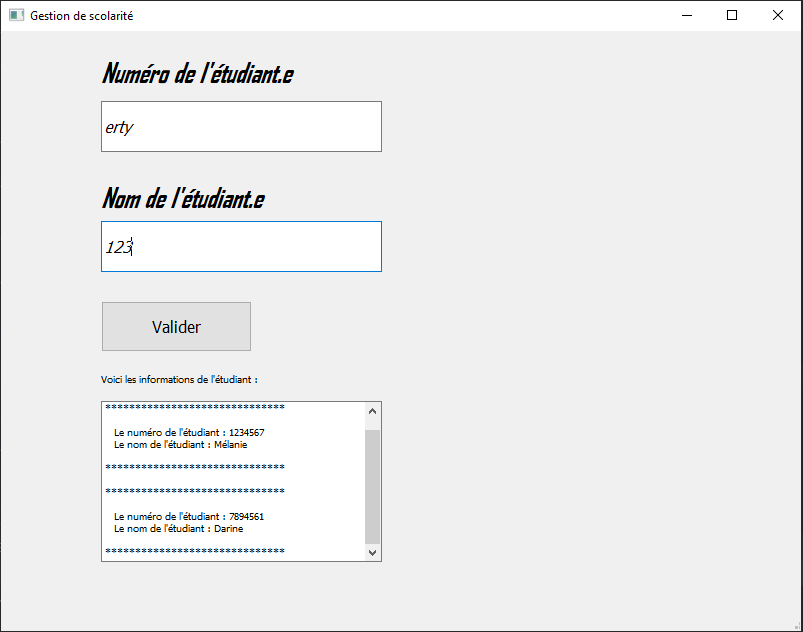 Gestion de scolarité
Numéro de l'étudiant.e
erty
Nom de l'étudiant.e
123
Valider
Voici les informations de l'étudiant :
******************************
Le numéro de l'étudiant : 1234567
Le nom de l'étudiant : Mélanie
******************************
******************************
Le numéro de l'étudiant : 7894561
Le nom de l'étudiant : Darine
******************************